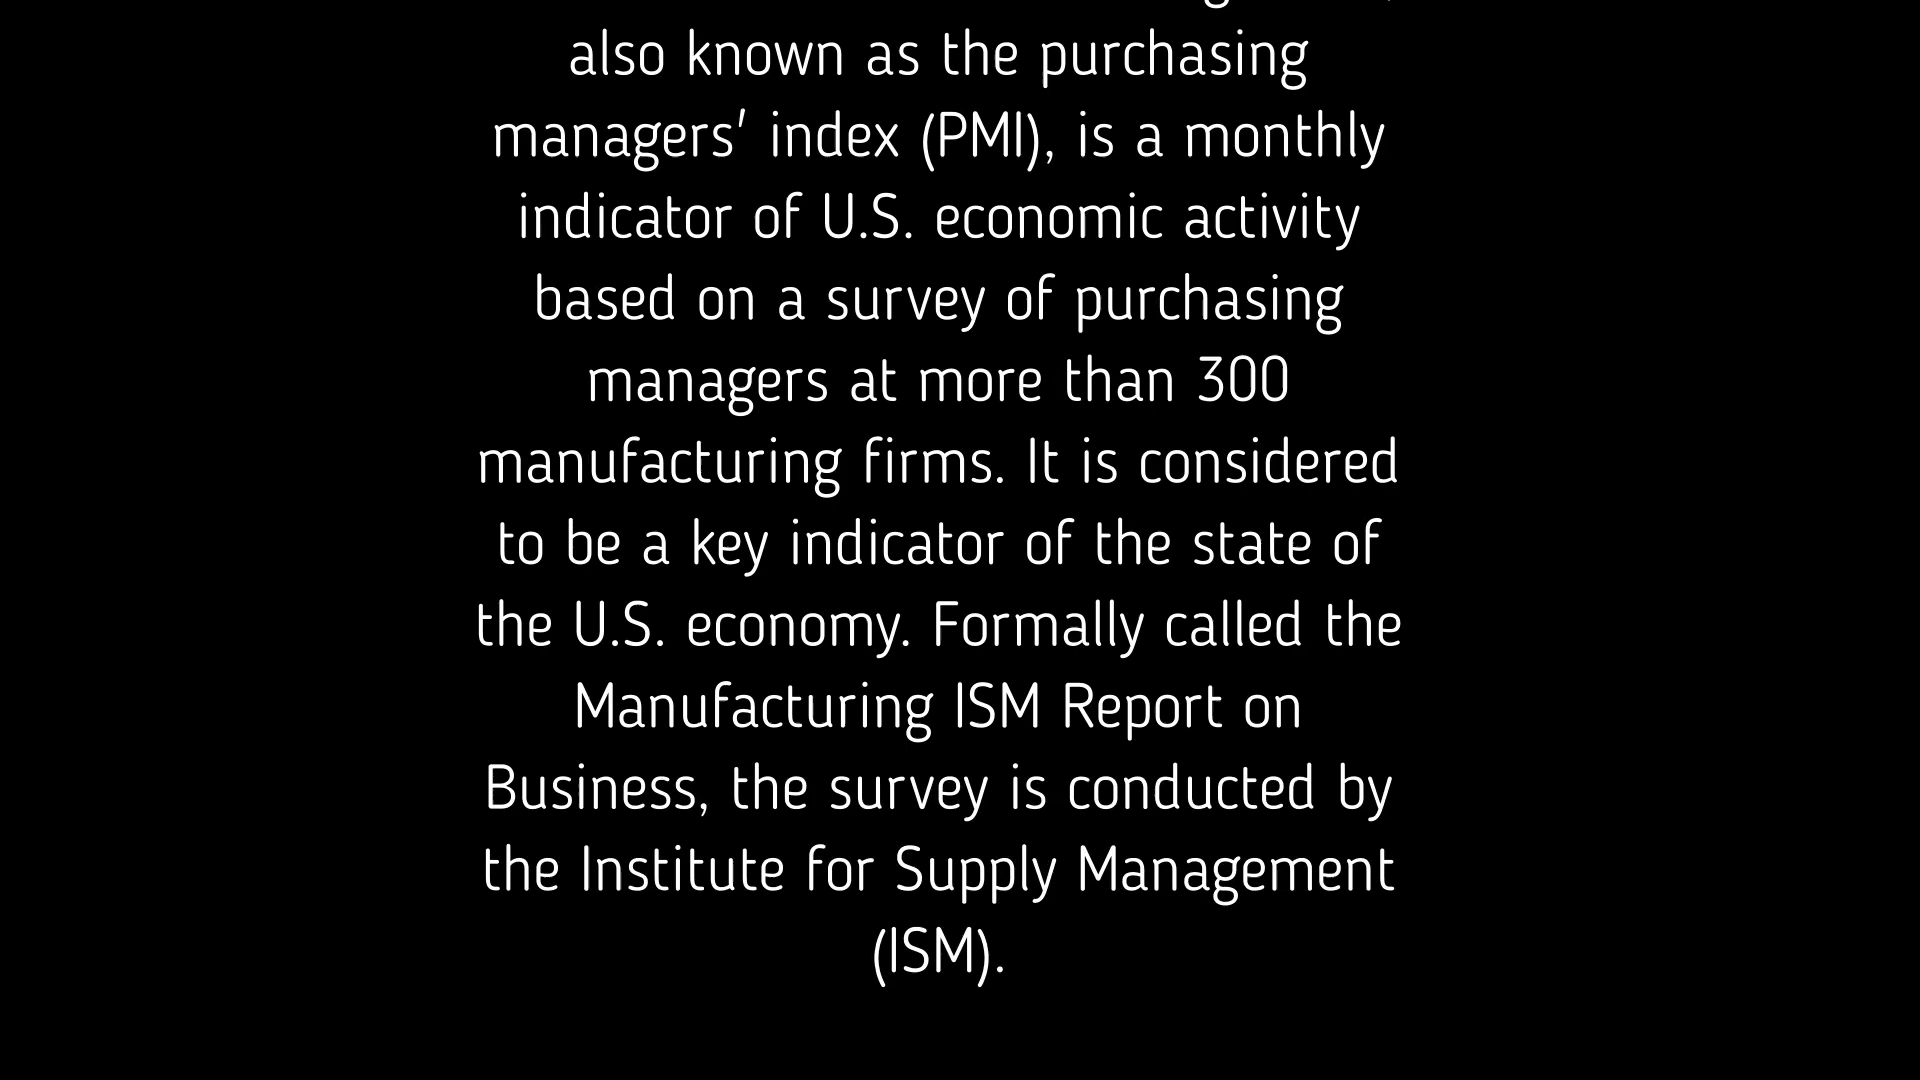 also known as the purchasing
managers' index (PMI), is a monthly
indicator of U.S. economic activity
based on a survey of purchasing
managers at more than 300
manufacturing firms. It is considered
to be a key indicator of the state of
the U.S. economy. Formally called the
Manufacturing ISM Report on
Business, the survey is conducted by
the Institute for Supply Management
(ISM).